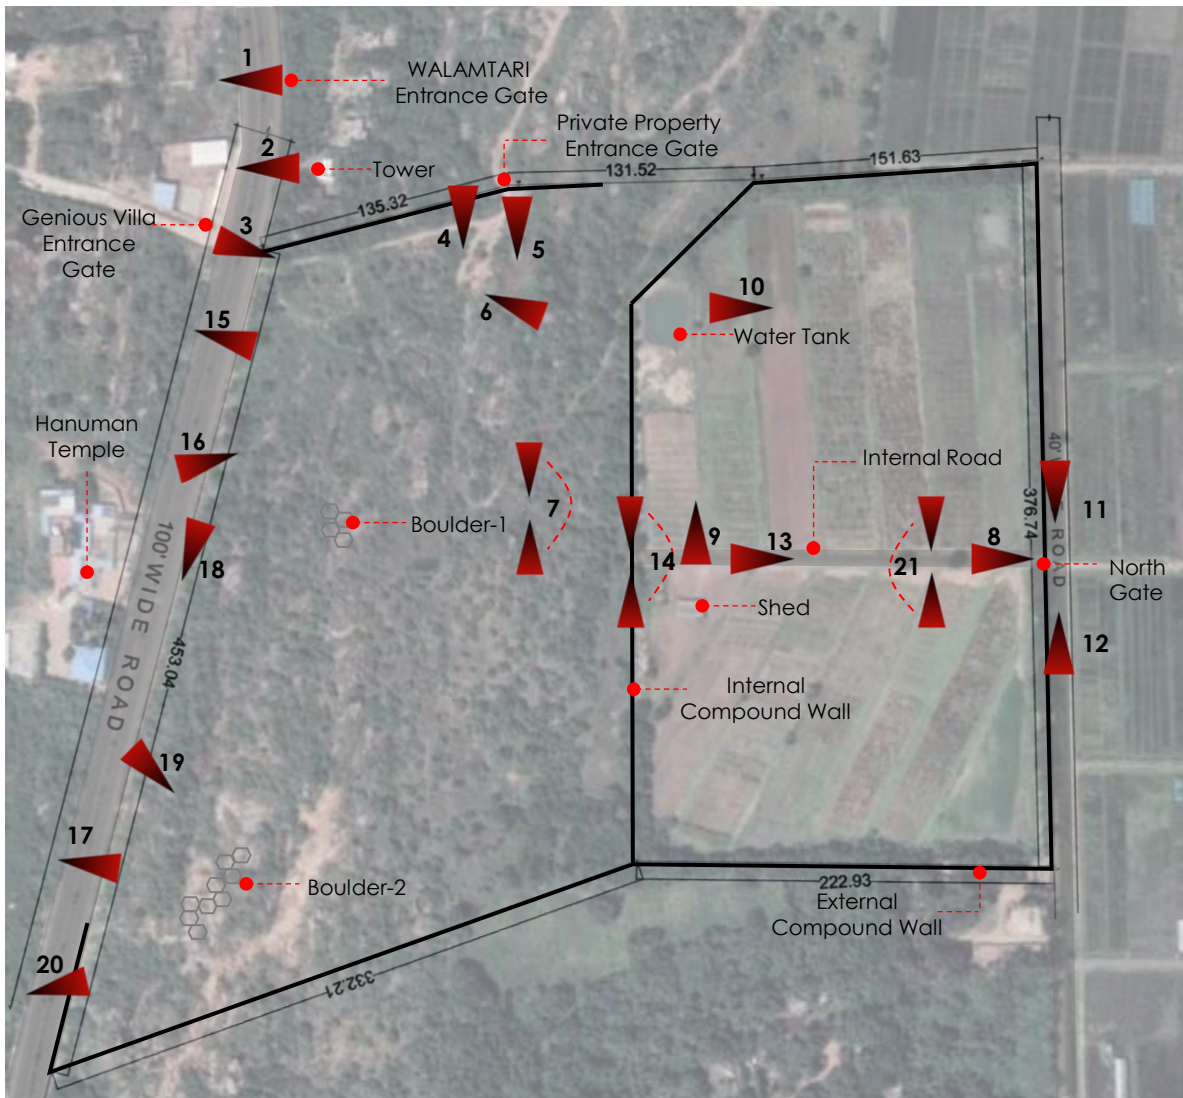 1
WALAMTARI
Entrance Gate
Private Property
Entrance Gate
2
Tower
131.52
151.63
135.32
Genious Villa
Entrance
Gate
3
4
5
6
10
Water Tank
15
Hanuman
Temple
16
Internal Road
7
Boulder-1
376.74
11
9
13
8
14
21
18
North
Gate
Shed
100'WIDE ROAD
453.04
12
Internal
Compound Wall
19
17
Boulder-2
222.93
External
Compound Wall
20
332.21